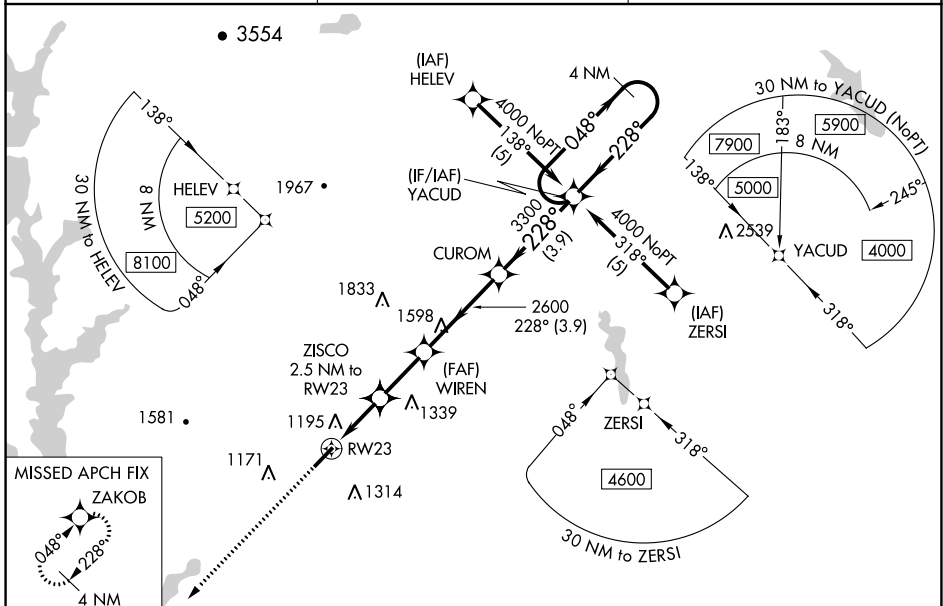 3554
(IAF)
HELEV
4 NM
4000 NoPT
138°
(5)
048°
228°
(IF/IAF)
YACUD
3300
228°
(3.9)
4000 NoPT
318°
(5)
(IAF)
ZERSI
CUROM
2600
228° (3.9)
1833
1598
ZISCO
2.5 NM to
RW23
(FAF)
WIREN
1195
1339
RW23
1581
1171
1314
138°
30 NM to HELEV
8 NM
HELEV
5200
8100
048°
1967
30 NM to YACUD (NoPT)
183°
5900
7900
8 NM
138°
5000
245°
2539
YACUD
4000
318°
048°
ZERSI
318°
4600
30 NM to ZERSI
MISSED APCH FIX
ZAKOB
048°
228°
4 NM